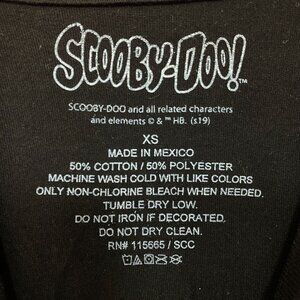 SCOOBY-DOO!™
SCOOBY-DOO and all related characters
and elements © & ™ HB. (s19)
XS
MADE IN MEXICO
50% COTTON / 50% POLYESTER
MACHINE WASH COLD WITH LIKE COLORS
ONLY NON-CHLORINE BLEACH WHEN NEEDED.
TUMBLE DRY LOW.
DO NOT IRON IF DECORATED.
DO NOT DRY CLEAN.
RN# 115665 / SCC